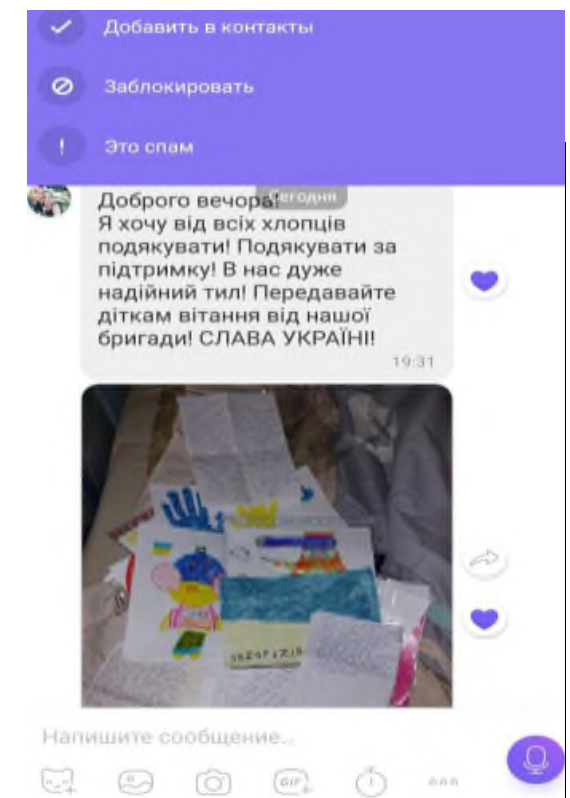 Добавить в контакты
Заблокировать
Это спам
Сегодня
Доброго вечора!
Я хочу від всіх хлопців
подякувати! Подякувати за
підтримку! В нас дуже
надійний тил! Передавайте
діткам вітання від нашої
бригади! СЛАВА УКРАЇНІ!
19:31
Напишите сообщение...
GIF